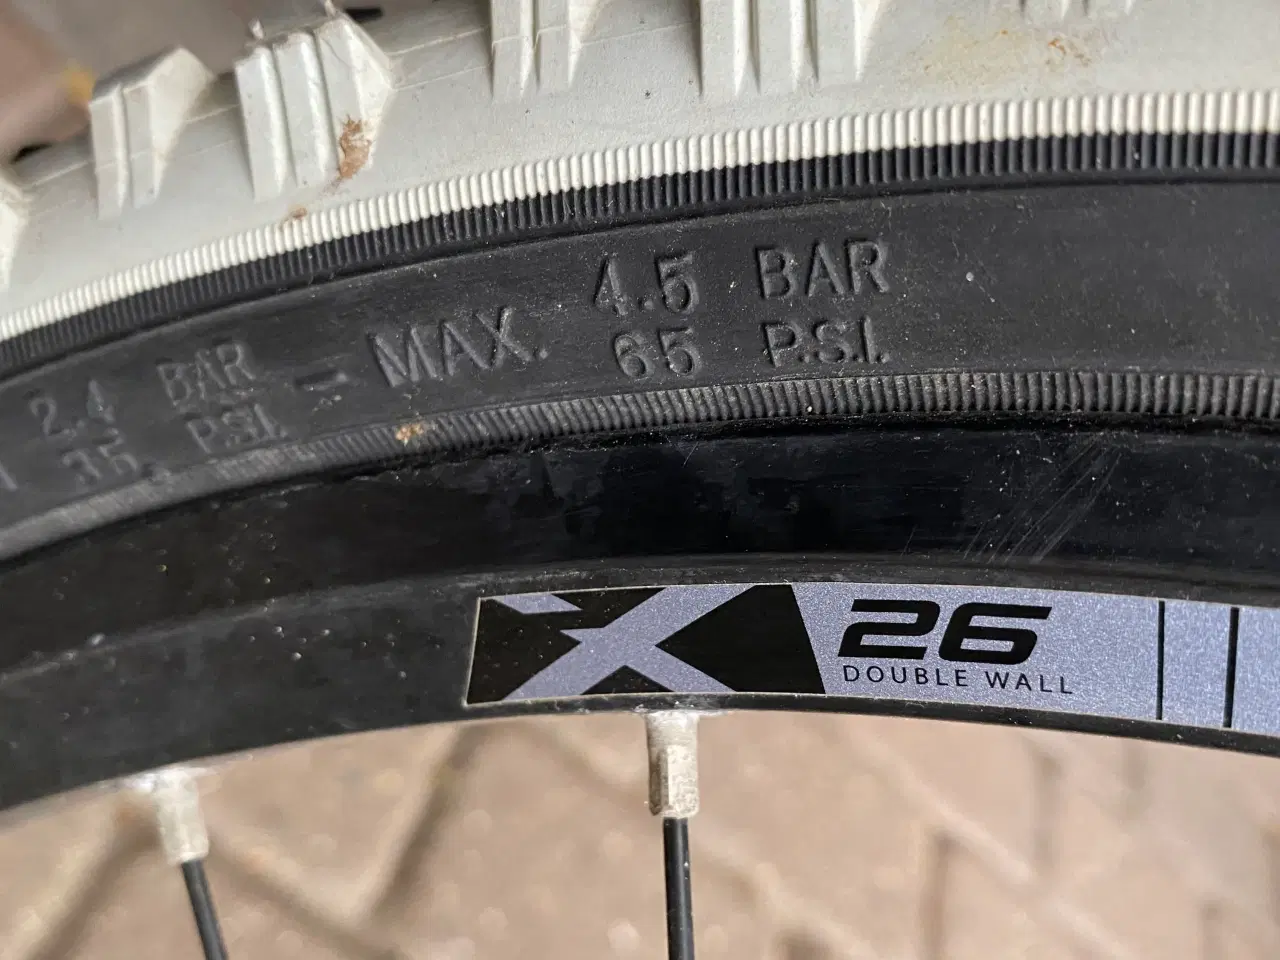 2.4 BAR - MAX. 4.5 BAR
35 P.S.I. 65 P.S.I.
X
26
DOUBLE WALL